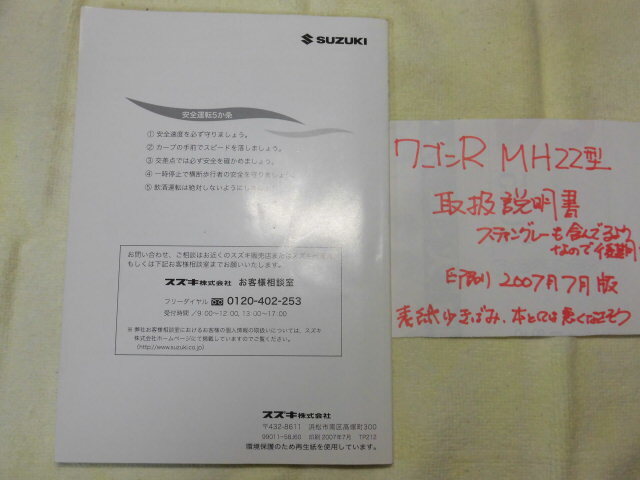 SUZUKI
安全運転5か条
① 安全速度を必ず守りましょう。
② カーブの手前でスピードを落しましょう。
③ 交差点では必ず安全を確かめましょう。
④ 一時停止で横断歩行者の安全を守りましょう
⑤ 飲酒運転は絶対しないように
お問い合わせ、ご相談はお近くのスズキ販売店または
もしくは下記お客様相談室までお願いいたします。
スズキ株式会社 お客様相談室
フリーダイヤル 0120-402-253
受付時間／9:00〜12:00, 13:00〜17:00
※ 弊社お客様相談室におけるお客様の個人情報の取扱いについては、スズキ
株式会社ホームページにて掲載していますのでご覧ください。
(http://www.suzuki.co.jp)
スズキ株式会社
〒432-8611 浜松市南区高塚町300
99011-58J60 印刷 2007年7月 TP212
環境保護のため再生紙を使用しています。
ワゴンR MH22型
取扱説明書
スティングレーも含んでるよう
なので
印刷 2007年7月版
表紙ゆきばみ、本としては悪くなさそう